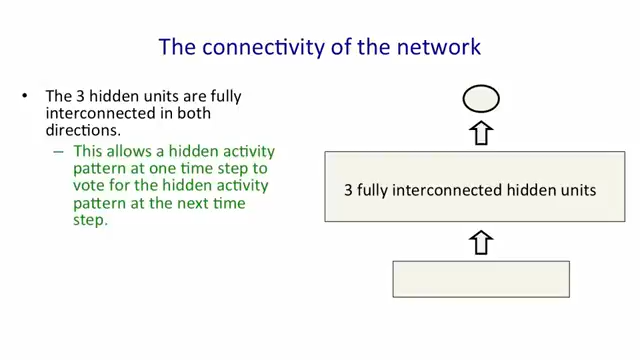 The connectivity of the network
• The 3 hidden units are fully
interconnected in both
directions.
– This allows a hidden activity
pattern at one time step to
vote for the hidden activity
pattern at the next time
step.
3 fully interconnected hidden units